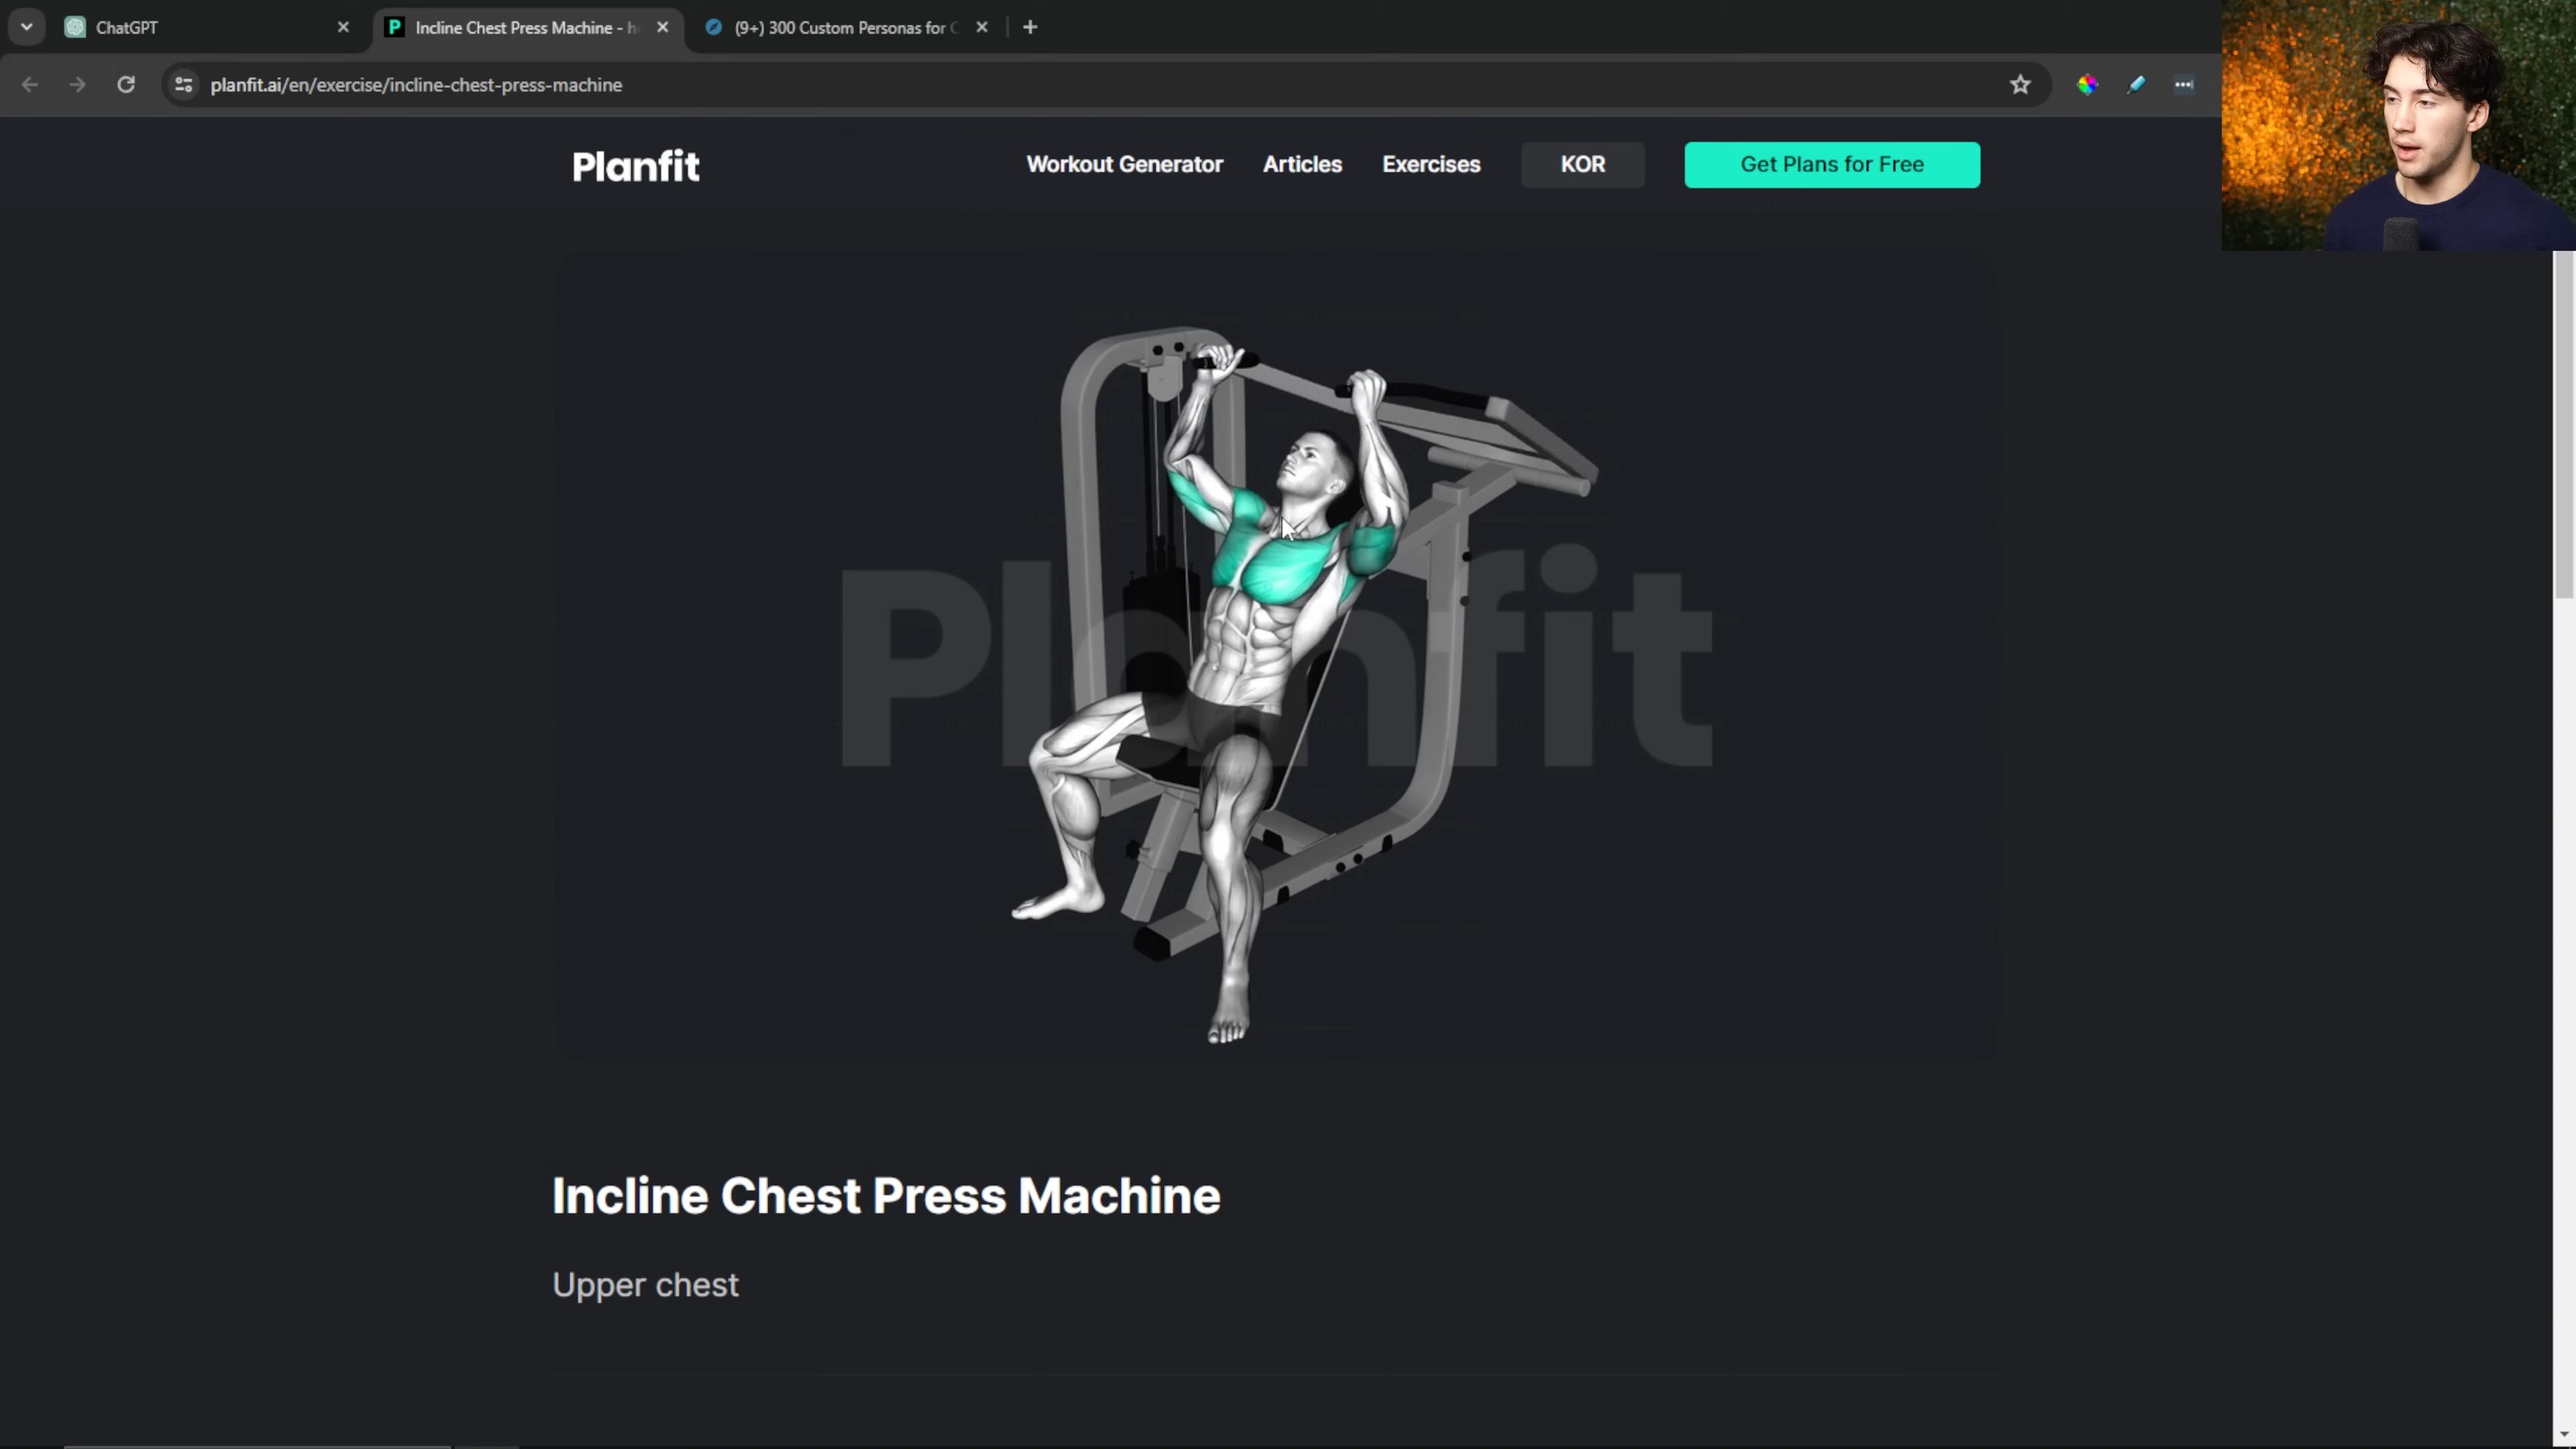 ChatGPT
Incline Chest Press Machine - h
(9+) 300 Custom Personas for C
planfit.ai/en/exercise/incline-chest-press-machine
Planfit
Workout Generator
Articles
Exercises
KOR
Get Plans for Free
Planfit
Incline Chest Press Machine
Upper chest